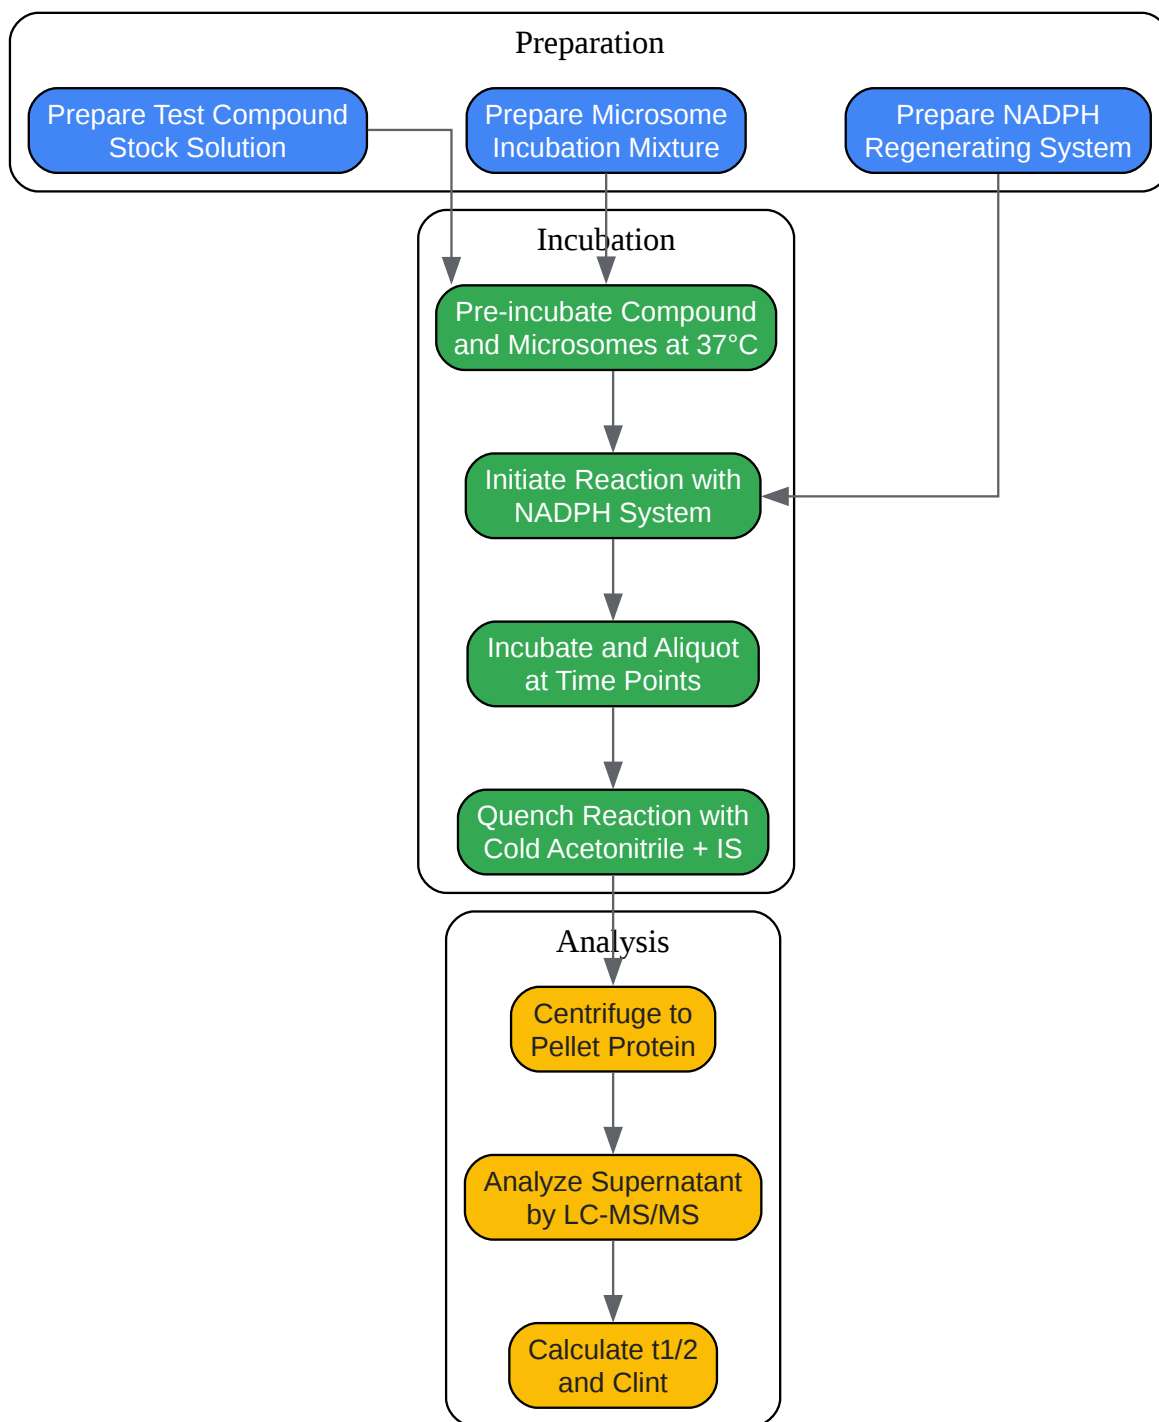 Preparation
Prepare Test Compound
Stock Solution
Prepare Microsome
Incubation Mixture
Prepare NADPH
Regenerating System
Incubation
Pre-incubate Compound
and Microsomes at 37°C
Initiate Reaction with
NADPH System
Incubate and Aliquot
at Time Points
Quench Reaction with
Cold Acetonitrile + IS
Analysis
Centrifuge to
Pellet Protein
Analyze Supernatant
by LC-MS/MS
Calculate t1/2
and Clint